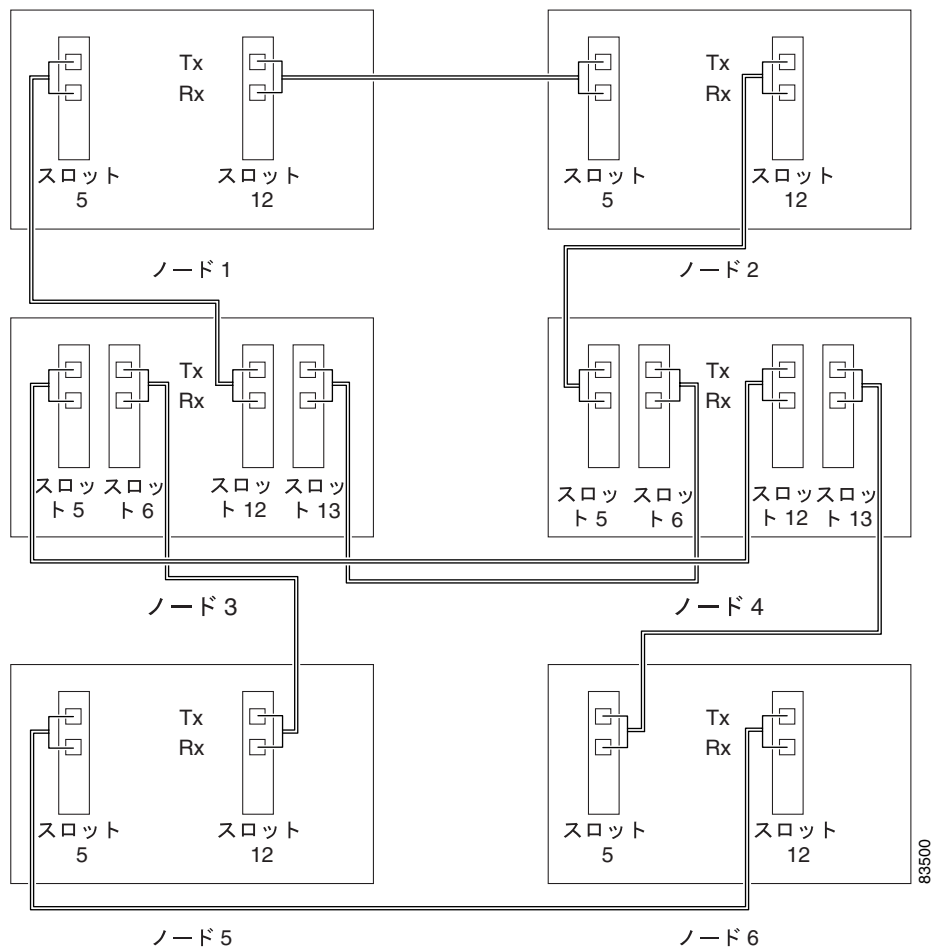 Tx
Rx
スロット
5
スロット
12
Tx
Rx
スロット
5
スロット
12
ノード 1
ノード 2
Tx
Rx
スロッ
ト 5
スロッ
ト 6
スロッ
ト 12
スロッ
ト 13
Tx
Rx
スロッ
ト 5
スロッ
ト 6
スロッ
ト 12
スロッ
ト 13
ノード 3
ノード 4
Tx
Rx
スロット
5
スロット
12
Tx
Rx
スロット
5
スロット
12
83500
ノード 5
ノード 6